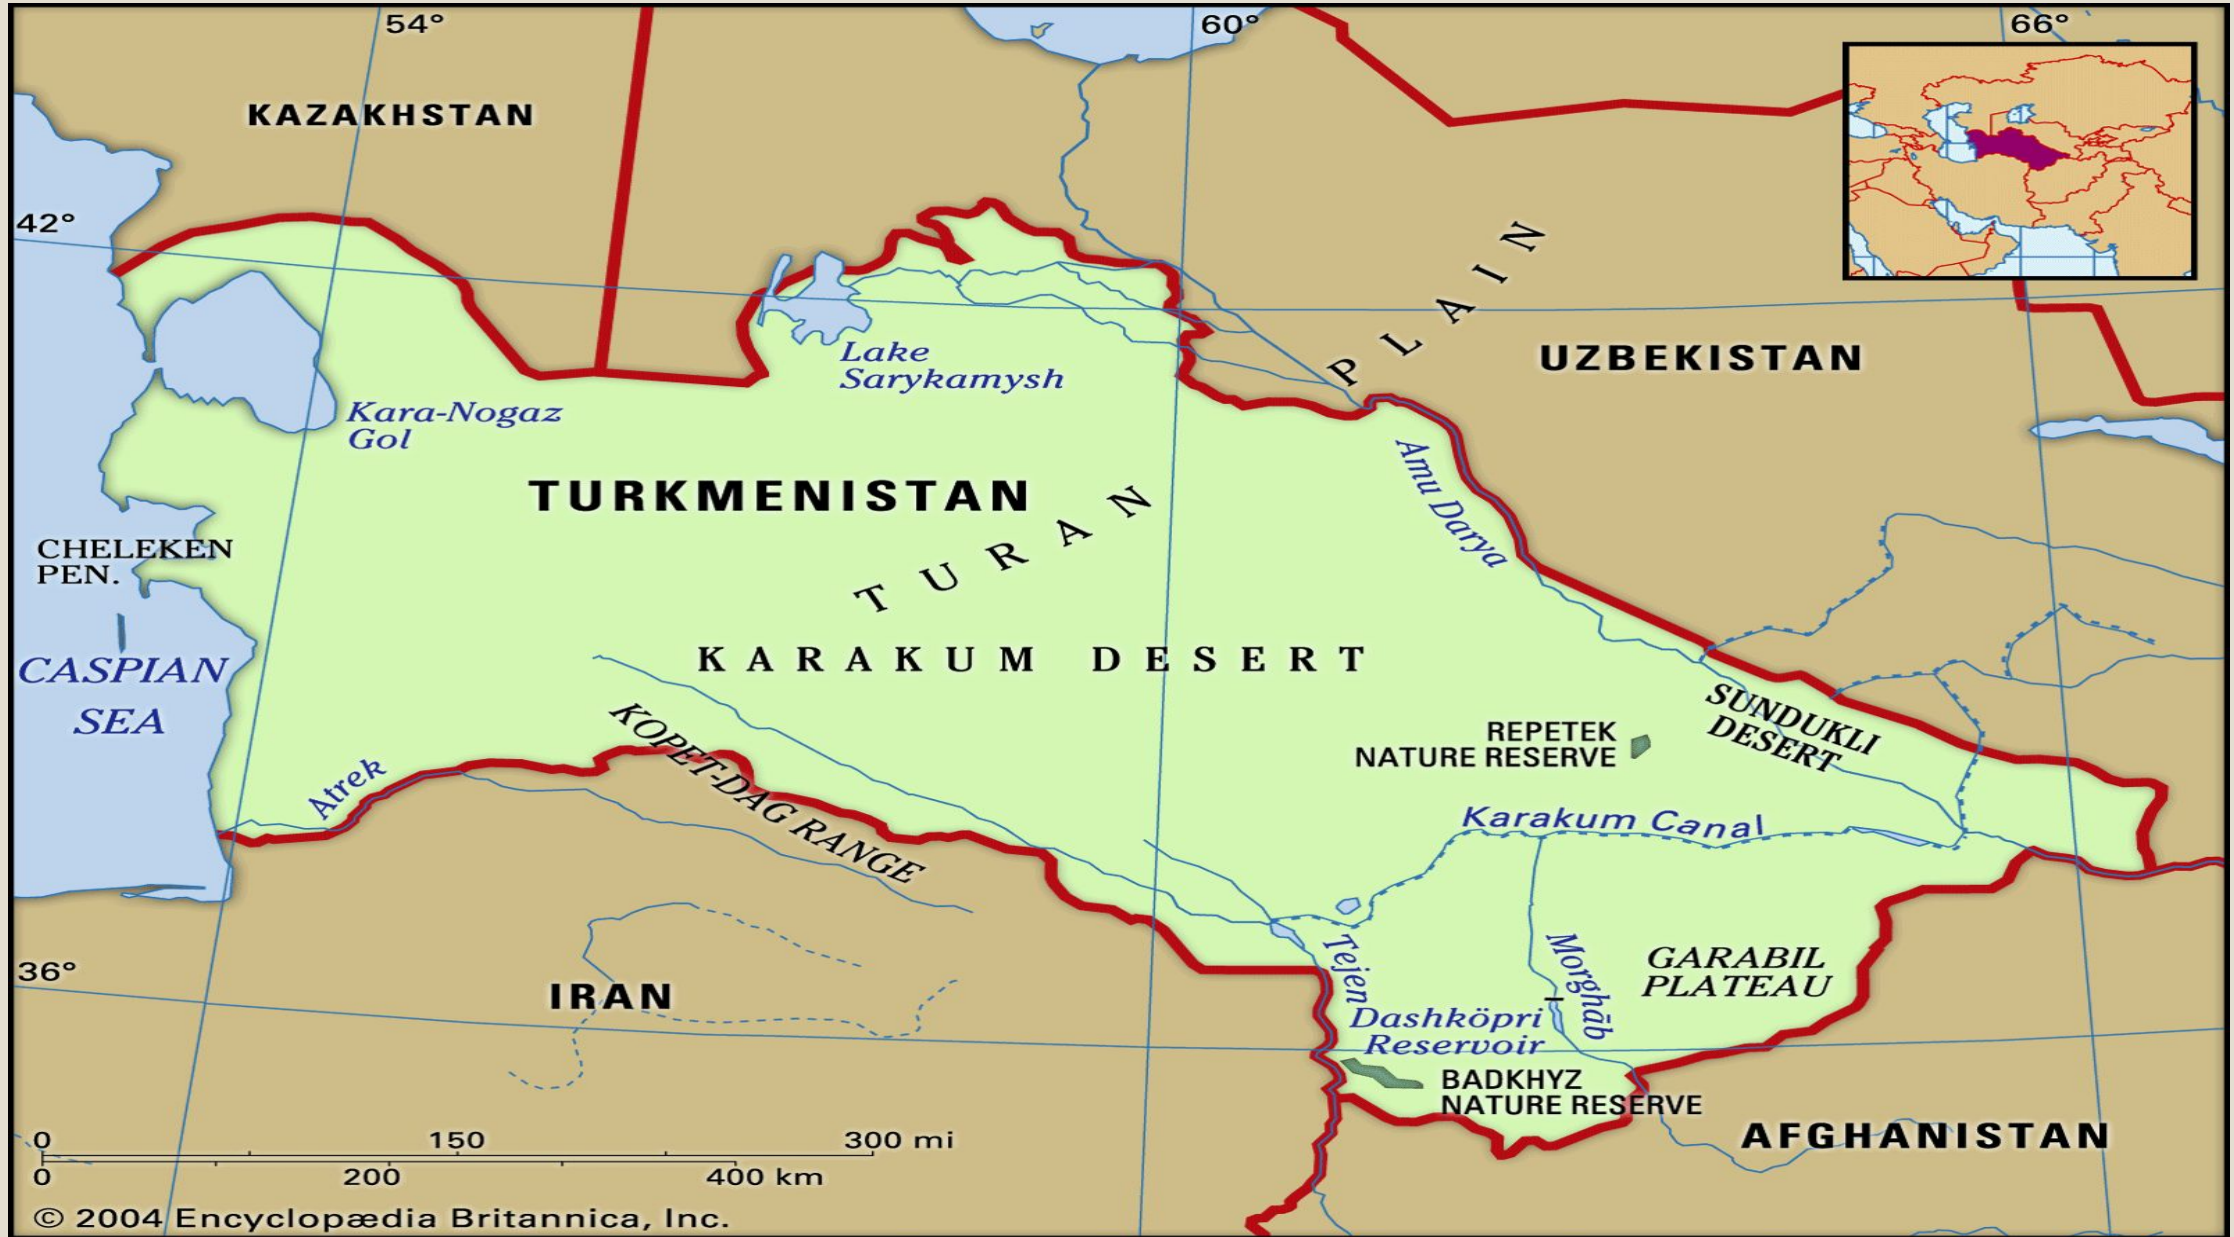 54°
60°
66°
KAZAKHSTAN
42°
PLAIN
UZBEKISTAN
Lake
Sarykamysh
Kara-Nogaz
Gol
TURKMENISTAN
Amu Darya
TURAN
CHELEKEN
PEN.
KARAKUM DESERT
CASPIAN
SEA
SUNDUKLI
DESERT
KOPET-DAG RANGE
REPETEK
NATURE RESERVE
Atrek
Karakum Canal
Tejen
Morghāb
GARABIL
PLATEAU
36°
IRAN
Dashköpri
Reservoir
BADKHYZ
NATURE RESERVE
AFGHANISTAN
0 150 300 mi
0 200 400 km
© 2004 Encyclopædia Britannica, Inc.